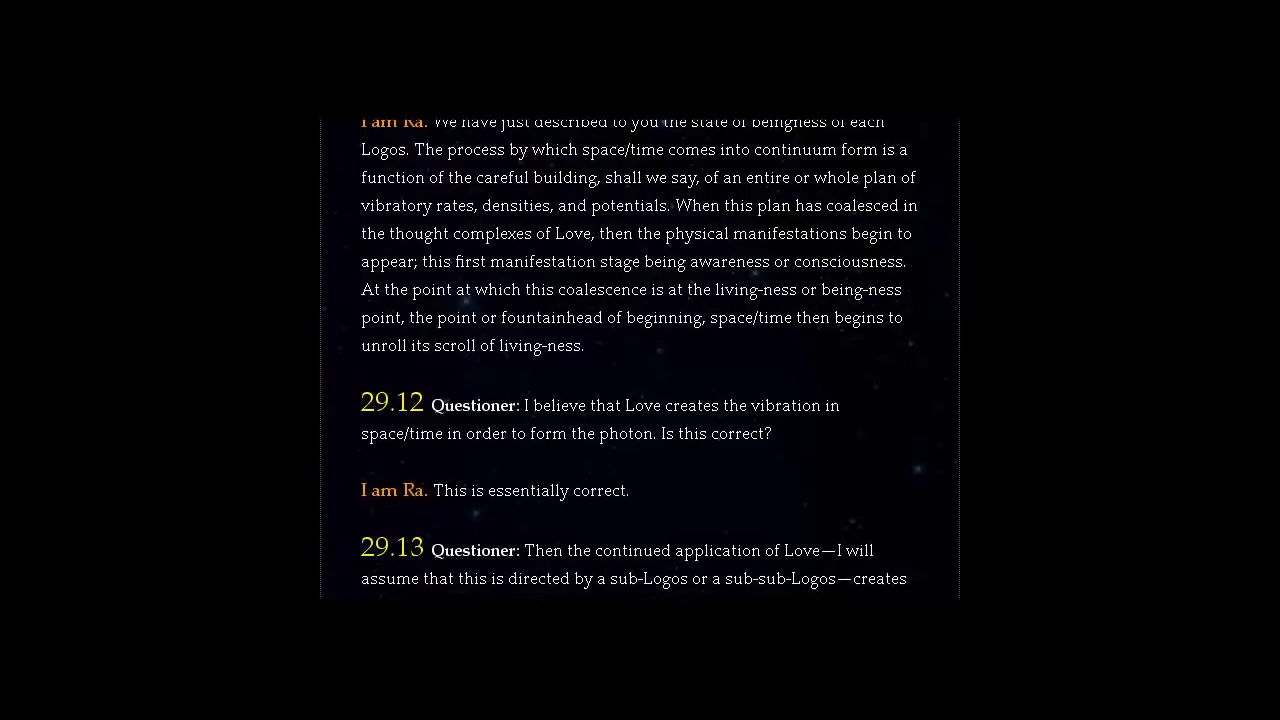 I am Ra. We have just described to you the state of beingness of each
Logos. The process by which space/time comes into continuum form is a
function of the careful building, shall we say, of an entire or whole plan of
vibratory rates, densities, and potentials. When this plan has coalesced in
the thought complexes of Love, then the physical manifestations begin to
appear; this first manifestation stage being awareness or consciousness.
At the point at which this coalescence is at the living-ness or being-ness
point, the point or fountainhead of beginning, space/time then begins to
unroll its scroll of living-ness.
29.12 Questioner: I believe that Love creates the vibration in
space/time in order to form the photon. Is this correct?
I am Ra. This is essentially correct.
29.13 Questioner: Then the continued application of Love—I will
assume that this is directed by a sub-Logos or a sub-sub-Logos—creates